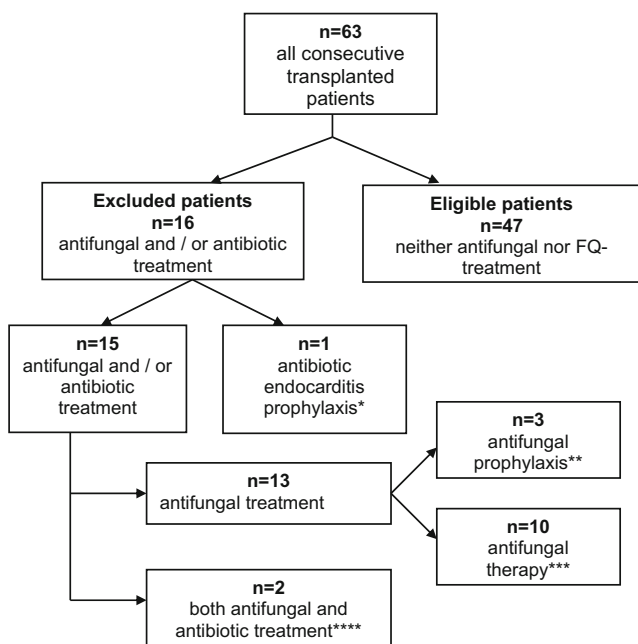 n=63
all consecutive
transplanted
patients
Excluded patients
n=16
antifungal and / or antibiotic
treatment
Eligible patients
n=47
neither antifungal nor FQ-
treatment
n=15
antifungal and / or
antibiotic
treatment
n=1
antibiotic
endocarditis
prophylaxis*
n=3
antifungal
prophylaxis**
n=13
antifungal treatment
n=10
antifungal
therapy***
n=2
both antifungal and
antibiotic treatment****